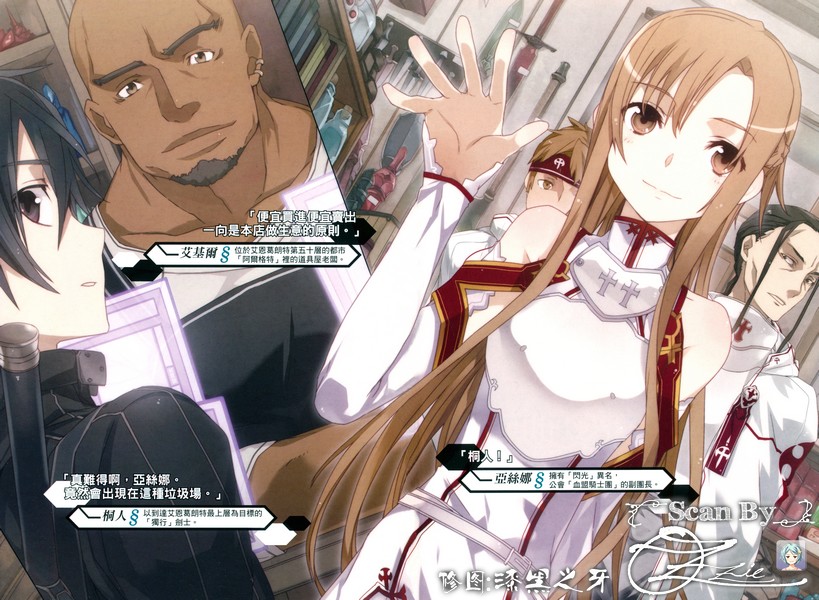 「便宜買進便宜賣出
一向是本店做生意的原則。」
艾基爾§
位於艾恩葛朗特第五十層的都市
「阿爾格特」裡的道具屋老闆。
「桐人!」
亞絲娜§
擁有「閃光」異名，
公會「血盟騎士團」的副團長。
「真難得啊，亞絲娜。
竟然會出現在這種垃圾場。」
桐人§
以到達艾恩葛朗特最上層為目標的
「獨行」劍士。
Scan By
修图:漆黑之牙